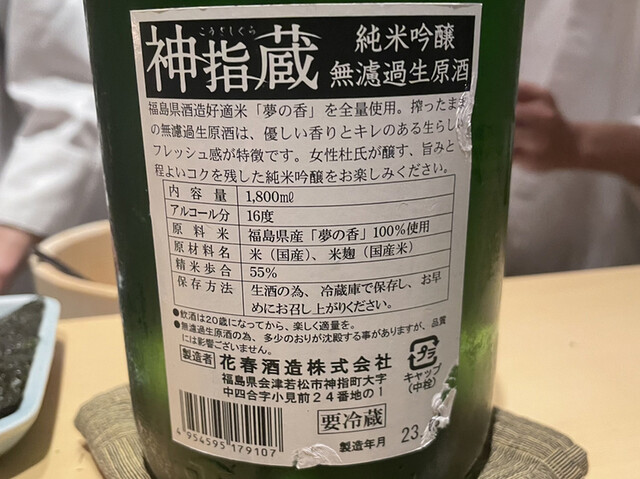 こうざしくら
神指蔵
純米吟醸
無濾過生原酒
福島県酒造好適米「夢の香」を全量使用。搾ったまま
の無濾過生原酒は、優しい香りとキレのある生らし
フレッシュ感が特徴です。女性杜氏が醸す、旨みと
程よいコクを残した純米吟醸をお楽しみください。
内容量 1,800㎖
アルコール分 16度
原料米 福島県産「夢の香」100%使用
原材料名 米(国産)、米麹(国産米)
精米歩合 55%
保存方法 生酒の為、冷蔵庫で保存し、お早
めにお召し上がりください。
●飲酒は20歳になってから、楽しく適量を。
●無濾過生原酒の為、多少のおりが沈殿する事がありますが、品質
には影響ございません。
製造者 花春酒造株式会社
福島県会津若松市神指町大字
中四合字小見前24番地の1
プラ
キャップ
(中栓)
要冷蔵
4 954595 179107
製造年月 23.